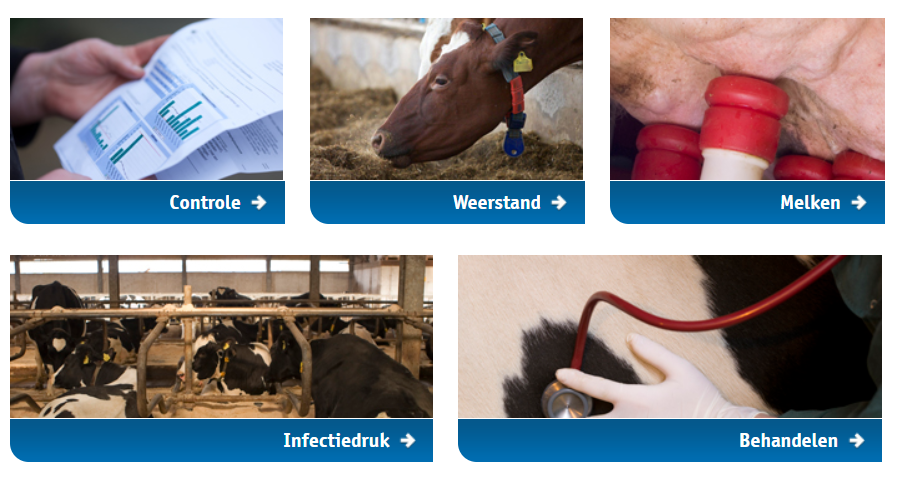 Controle
Weerstand
Melken
Infectiedruk
Behandelen